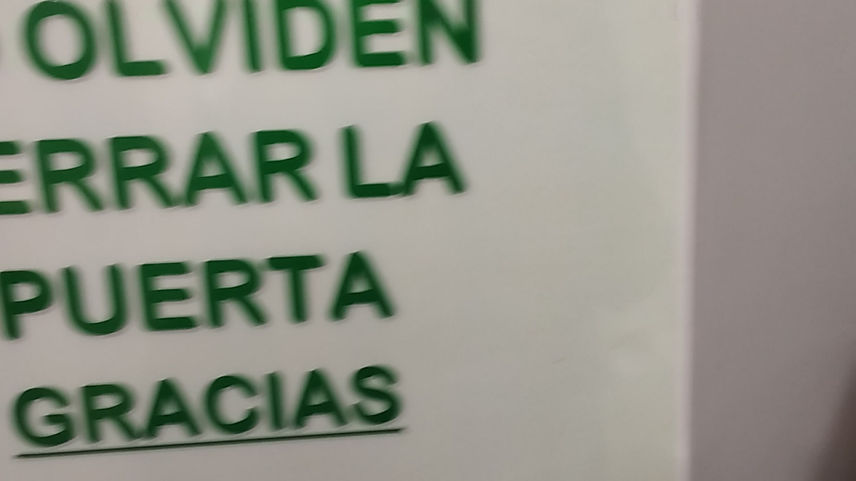 OLVIDEN
ERRAR LA
PUERTA
GRACIAS